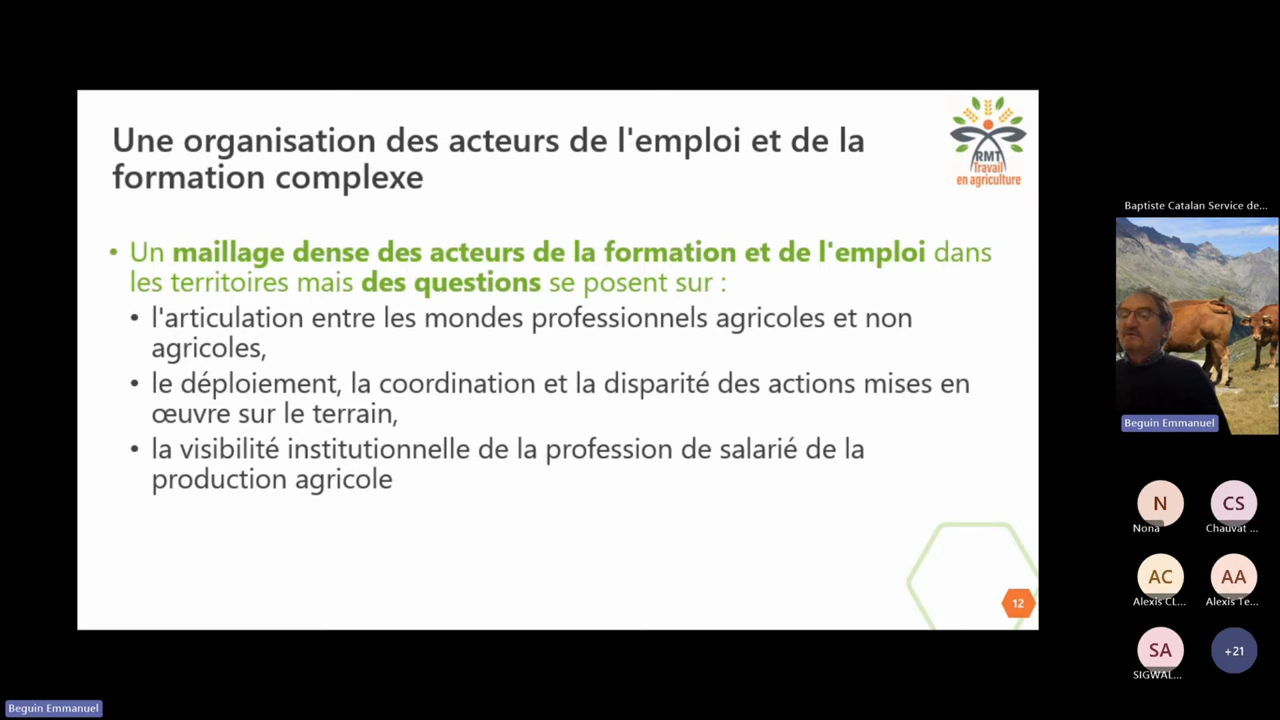 Une organisation des acteurs de l'emploi et de la
formation complexe
RMT
Travail
en agriculture
• Un maillage dense des acteurs de la formation et de l'emploi dans
les territoires mais des questions se posent sur :
• l'articulation entre les mondes professionnels agricoles et non
agricoles,
• le déploiement, la coordination et la disparité des actions mises en
œuvre sur le terrain,
• la visibilité institutionnelle de la profession de salarié de la
production agricole
12
Baptiste Catalan Service de...
Beguin Emmanuel
N
Nona
CS
Chauvat ...
AC
Alexis CL...
AA
Alexis Te...
SA
SIGWAL...
+21
Beguin Emmanuel